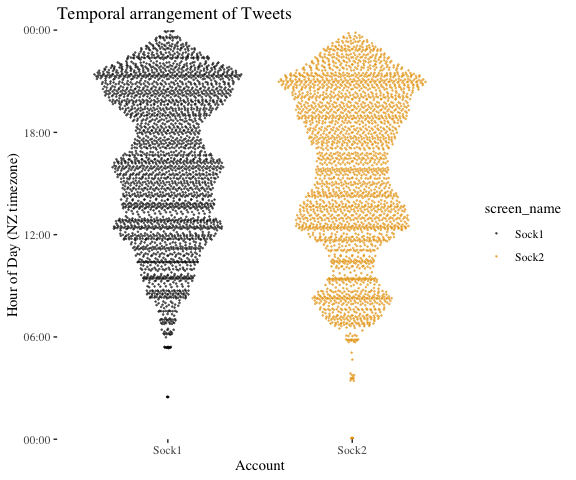 Temporal arrangement of Tweets
00:00
18:00
12:00
06:00
00:00
Hour of Day (NZ timezone)
Sock1
Sock2
Account
screen_name
Sock1
Sock2